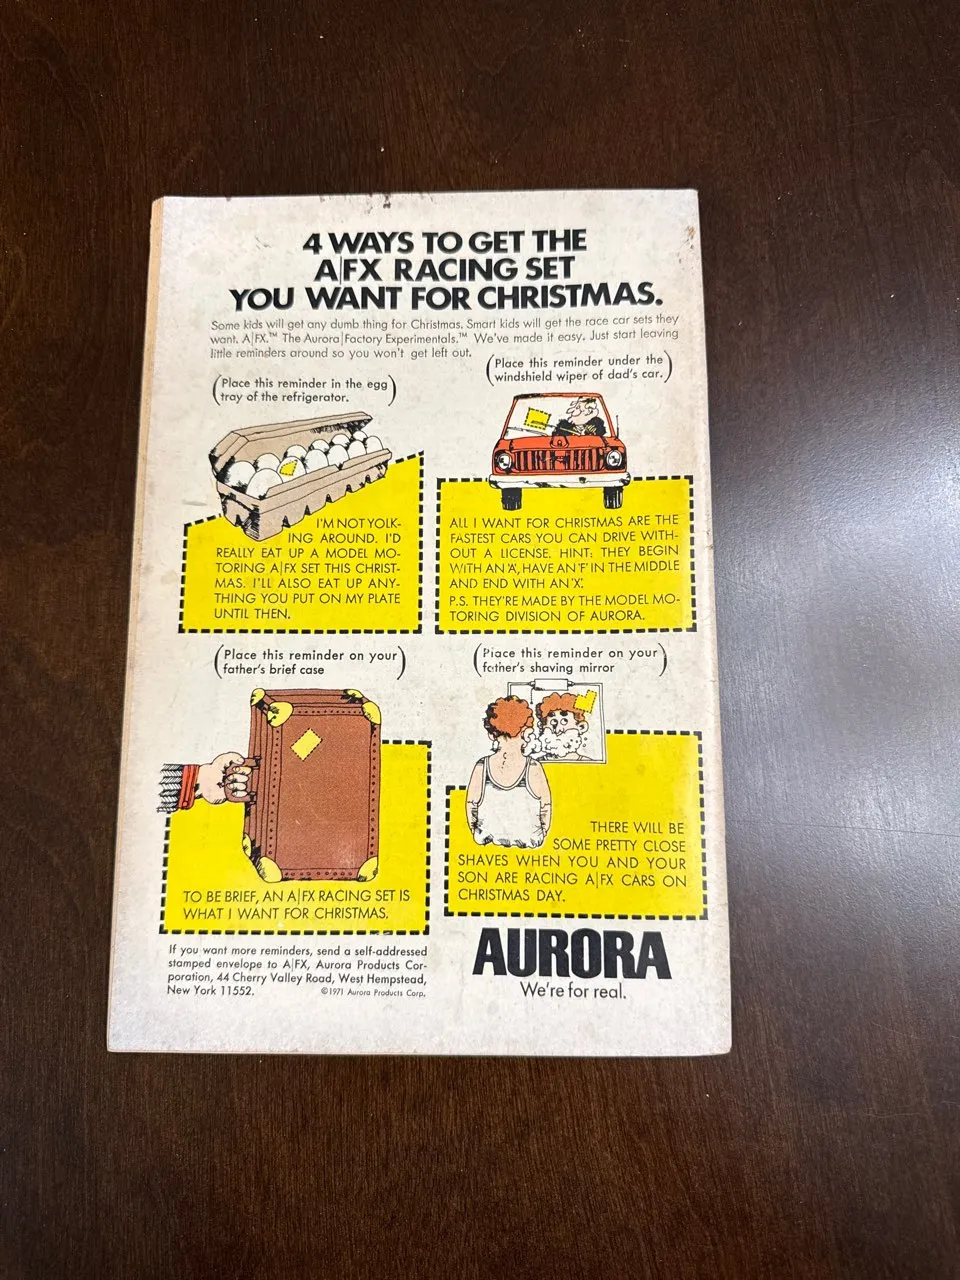 4 WAYS TO GET THE
A|FX RACING SET
YOU WANT FOR CHRISTMAS.
Some kids will get any dumb thing for Christmas. Smart kids will get the race car sets they
want. A|FX.™ The Aurora|Factory Experimentals.™ We've made it easy. Just start leaving
little reminders around so you won't get left out.
(Place this reminder in the egg
tray of the refrigerator.)
I'M NOT YOLK-
ING AROUND. I'D
REALLY EAT UP A MODEL MO-
TORING A|FX SET THIS CHRIST-
MAS. I'LL ALSO EAT UP ANY-
THING YOU PUT ON MY PLATE
UNTIL THEN.
(Place this reminder under the
windshield wiper of dad's car.)
ALL I WANT FOR CHRISTMAS ARE THE
FASTEST CARS YOU CAN DRIVE WITH-
OUT A LICENSE. HINT: THEY BEGIN
WITH AN 'A', HAVE AN 'F' IN THE MIDDLE
AND END WITH AN 'X'.
P.S. THEY'RE MADE BY THE MODEL MO-
TORING DIVISION OF AURORA.
(Place this reminder on your
father's brief case)
TO BE BRIEF, AN A|FX RACING SET IS
WHAT I WANT FOR CHRISTMAS.
(Place this reminder on your
father's shaving mirror)
THERE WILL BE
SOME PRETTY CLOSE
SHAVES WHEN YOU AND YOUR
SON ARE RACING A|FX CARS ON
CHRISTMAS DAY.
If you want more reminders, send a self-addressed
stamped envelope to A|FX, Aurora Products Cor-
poration, 44 Cherry Valley Road, West Hempstead,
New York 11552. ©1971 Aurora Products Corp.
AURORA
We're for real.